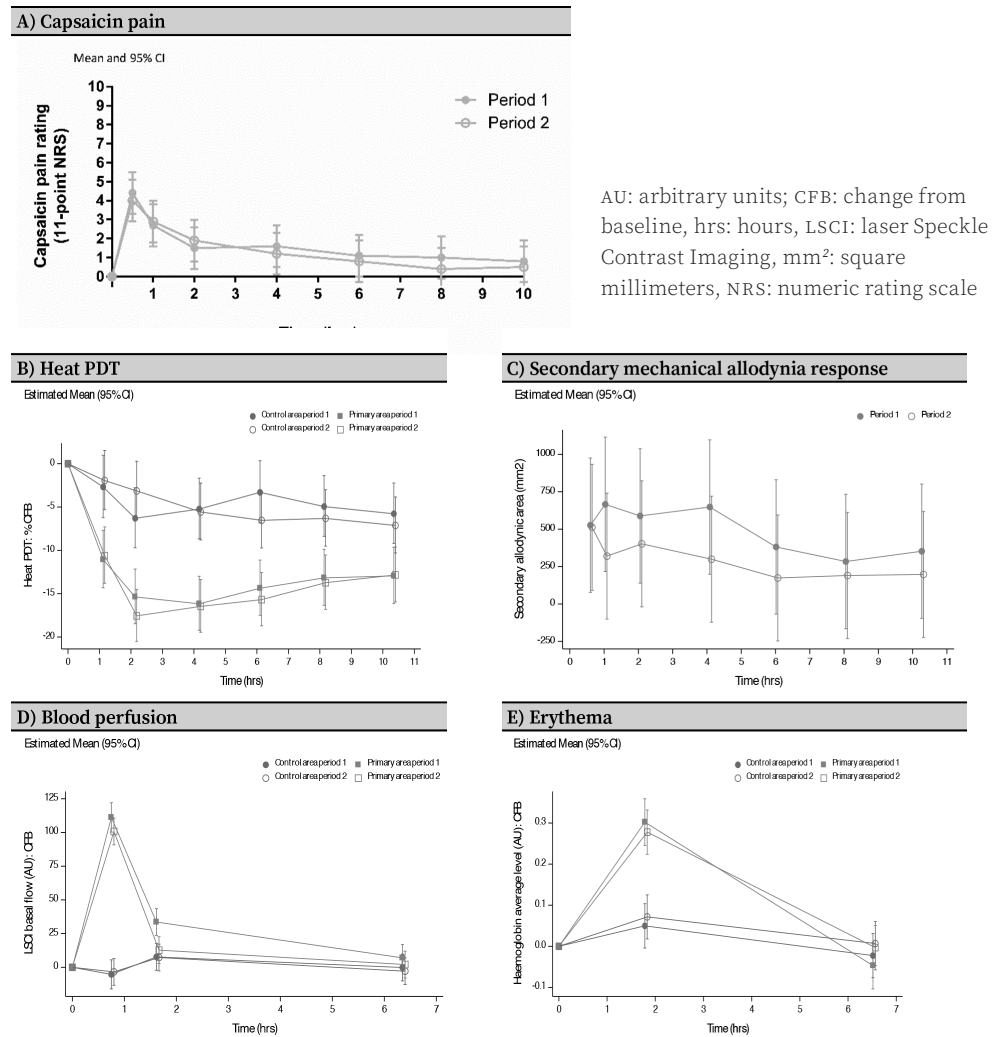 A) Capsaicin pain
Mean and 95% CI
Capsaicin pain rating
(11-point NRS)
10
9
8
7
6
5
4
3
2
1
0
1 2 3 4 5 6 7 8 9 10
Period 1
Period 2
AU: arbitrary units; CFB: change from
baseline, hrs: hours, LSCI: laser Speckle
Contrast Imaging, mm²: square
millimeters, NRS: numeric rating scale
B) Heat PDT
Estimated Mean (95% CI)
Control area period 1 Primary area period 1
Control area period 2 Primary area period 2
Heat PDT: % CFB
0
-5
-10
-15
-20
0 1 2 3 4 5 6 7 8 9 10 11
Time (hrs)
C) Secondary mechanical allodynia response
Estimated Mean (95% CI)
Period 1 Period 2
Secondary allodynic area (mm2)
1000
750
500
250
0
-250
0 1 2 3 4 5 6 7 8 9 10 11
Time (hrs)
D) Blood perfusion
Estimated Mean (95% CI)
Control area period 1 Primary area period 1
Control area period 2 Primary area period 2
LSCI basal flow (AU): CFB
125
100
75
50
25
0
0 1 2 3 4 5 6 7
Time (hrs)
E) Erythema
Estimated Mean (95% CI)
Control area period 1 Primary area period 1
Control area period 2 Primary area period 2
Haemoglobin average level (AU): CFB
0.3
0.2
0.1
0.0
-0.1
0 1 2 3 4 5 6 7
Time (hrs)